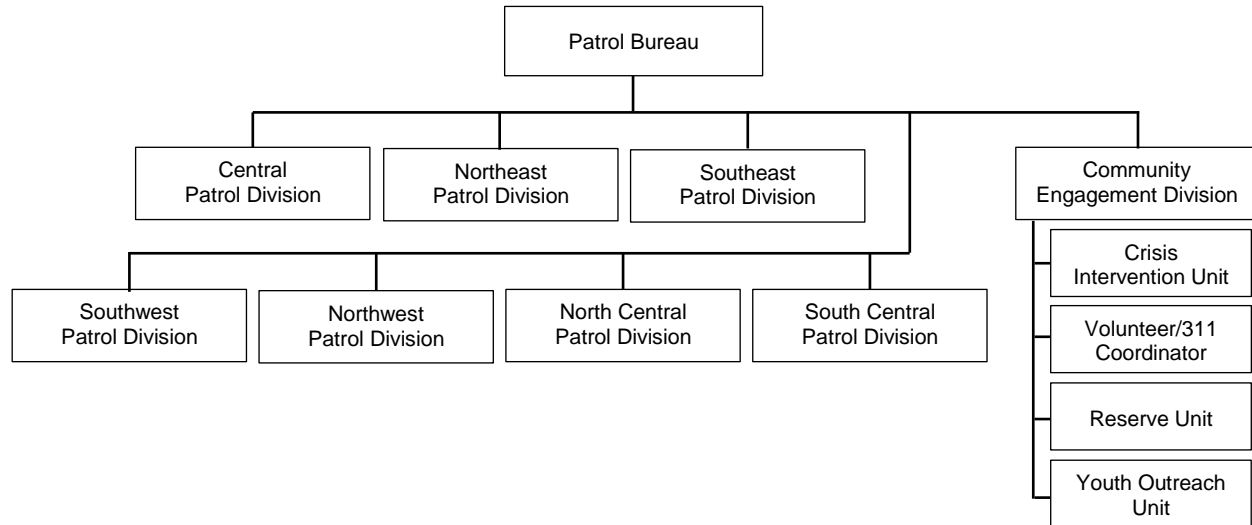 Patrol Bureau
Central
Patrol Division
Northeast
Patrol Division
Southeast
Patrol Division
Community
Engagement Division
Southwest
Patrol Division
Northwest
Patrol Division
North Central
Patrol Division
South Central
Patrol Division
Crisis
Intervention Unit
Volunteer/311
Coordinator
Reserve Unit
Youth Outreach
Unit